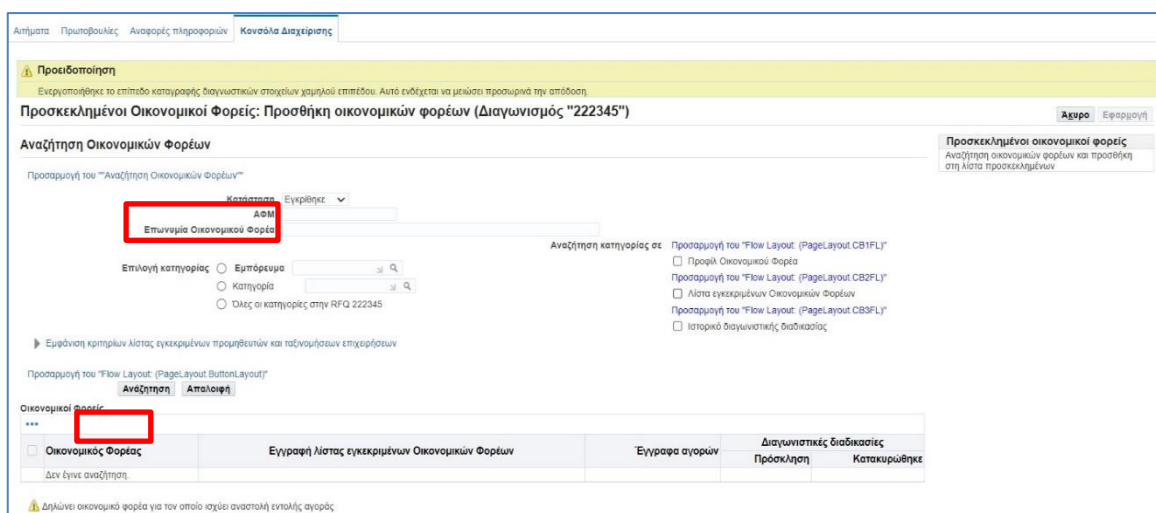 Αιτήματα Πρωτοβουλίες Αναφορές πληροφοριών Κονσόλα Διαχείρισης
Προειδοποίηση
Ενεργοποιήθηκε το επίπεδο καταγραφής διαγνωστικών στοιχείων χαμηλού επιπέδου. Αυτό ενδέχεται να μειώσει προσωρινά την απόδοση.
Προσκεκλημένοι Οικονομικοί Φορείς: Προσθήκη οικονομικών φορέων (Διαγωνισμός "222345")
Άκυρο Εφαρμογή
Αναζήτηση Οικονομικών Φορέων
Προσκεκλημένοι οικονομικοί φορείς
Αναζήτηση οικονομικών φορέων και προσθήκη
στη λίστα προσκεκλημένων
Προσαρμογή του ""Αναζήτηση Οικονομικών Φορέων""
Κατάσταση Εγκρίθηκε
ΑΦΜ
Επωνυμία Οικονομικού Φορέα
Αναζήτηση κατηγορίας σε Προσαρμογή του "Flow Layout: (PageLayout.CB1FL)"
Προφίλ Οικονομικού Φορέα
Προσαρμογή του "Flow Layout: (PageLayout.CB2FL)"
Λίστα εγκεκριμένων Οικονομικών Φορέων
Προσαρμογή του "Flow Layout: (PageLayout.CB3FL)"
Ιστορικό διαγωνιστικής διαδικασίας
Επιλογή κατηγορίας Εμπόρευμα
Κατηγορία
Όλες οι κατηγορίες στην RFQ 222345
Εμφάνιση κριτηρίων λίστας εγκεκριμένων προμηθευτών και ταξινομήσεων επιχειρήσεων
Προσαρμογή του "Flow Layout: (PageLayout.ButtonLayout)"
Αναζήτηση Απαλοιφή
Οικονομικοί Φορείς
Οικονομικός Φορέας Εγγραφή λίστας εγκεκριμένων Οικονομικών Φορέων Έγγραφα αγορών Διαγωνιστικές διαδικασίες
Πρόσκληση Κατακυρώθηκε
Δεν έγινε αναζήτηση.
Δηλώνει οικονομικό φορέα για τον οποίο ισχύει αναστολή εντολής αγοράς